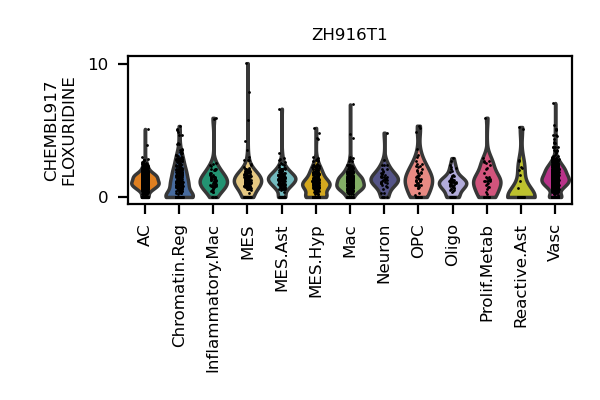 ZH916T1
CHEMBL917
FLOXURIDINE
10
0
AC
Chromatin.Reg
Inflammatory.Mac
MES
MES.Ast
MES.Hyp
Mac
Neuron
OPC
Oligo
Prolif.Metab
Reactive.Ast
Vasc